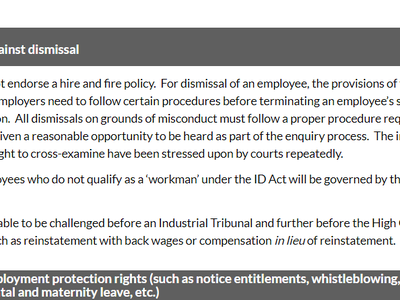 ainst dismissal
t endorse a hire and fire policy.  For dismissal of an employee, the provisions of
mployers need to follow certain procedures before terminating an employee's s
on.  All dismissals on grounds of misconduct must follow a proper procedure req
iven a reasonable opportunity to be heard as part of the enquiry process.  The i
ght to cross-examine have been stressed upon by courts repeatedly.
yees who do not qualify as a 'workman' under the ID Act will be governed by th
able to be challenged before an Industrial Tribunal and further before the High
ch as reinstatement with back wages or compensation in lieu of reinstatement.
ployment protection rights (such as notice entitlements, whistleblowing,
tal and maternity leave, etc.)